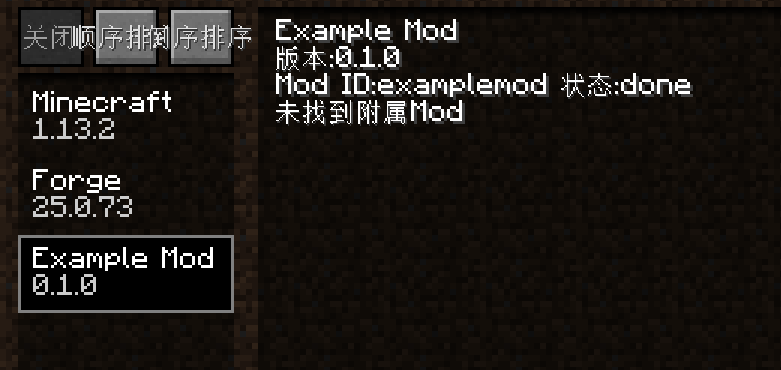 关闭 顺序排序 倒序排序
Minecraft
1.13.2
Forge
25.0.73
Example Mod
0.1.0
Example Mod
版本:0.1.0
Mod ID:examplemod 状态:done
未找到附属Mod